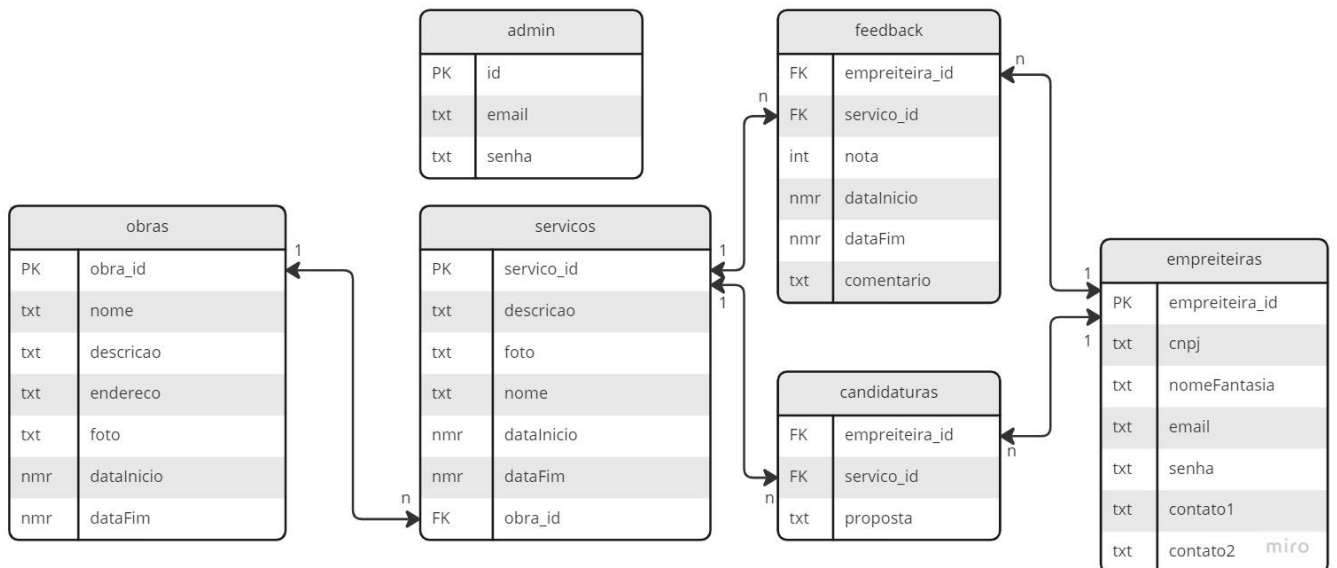 admin
PK id
txt email
txt senha
feedback
FK empreiteira_id
FK servico_id
int nota
nmr dataInicio
nmr dataFim
txt comentario
obras
PK obra_id
txt nome
txt descricao
txt endereco
txt foto
nmr dataInicio
nmr dataFim
servicos
PK servico_id
txt descricao
txt foto
txt nome
nmr dataInicio
nmr dataFim
FK obra_id
candidaturas
FK empreiteira_id
FK servico_id
txt proposta
empreiteiras
PK empreiteira_id
txt cnpj
txt nomeFantasia
txt email
txt senha
txt contato1
txt contato2
1
n
n
1
1
n
n
1
1
n
miro